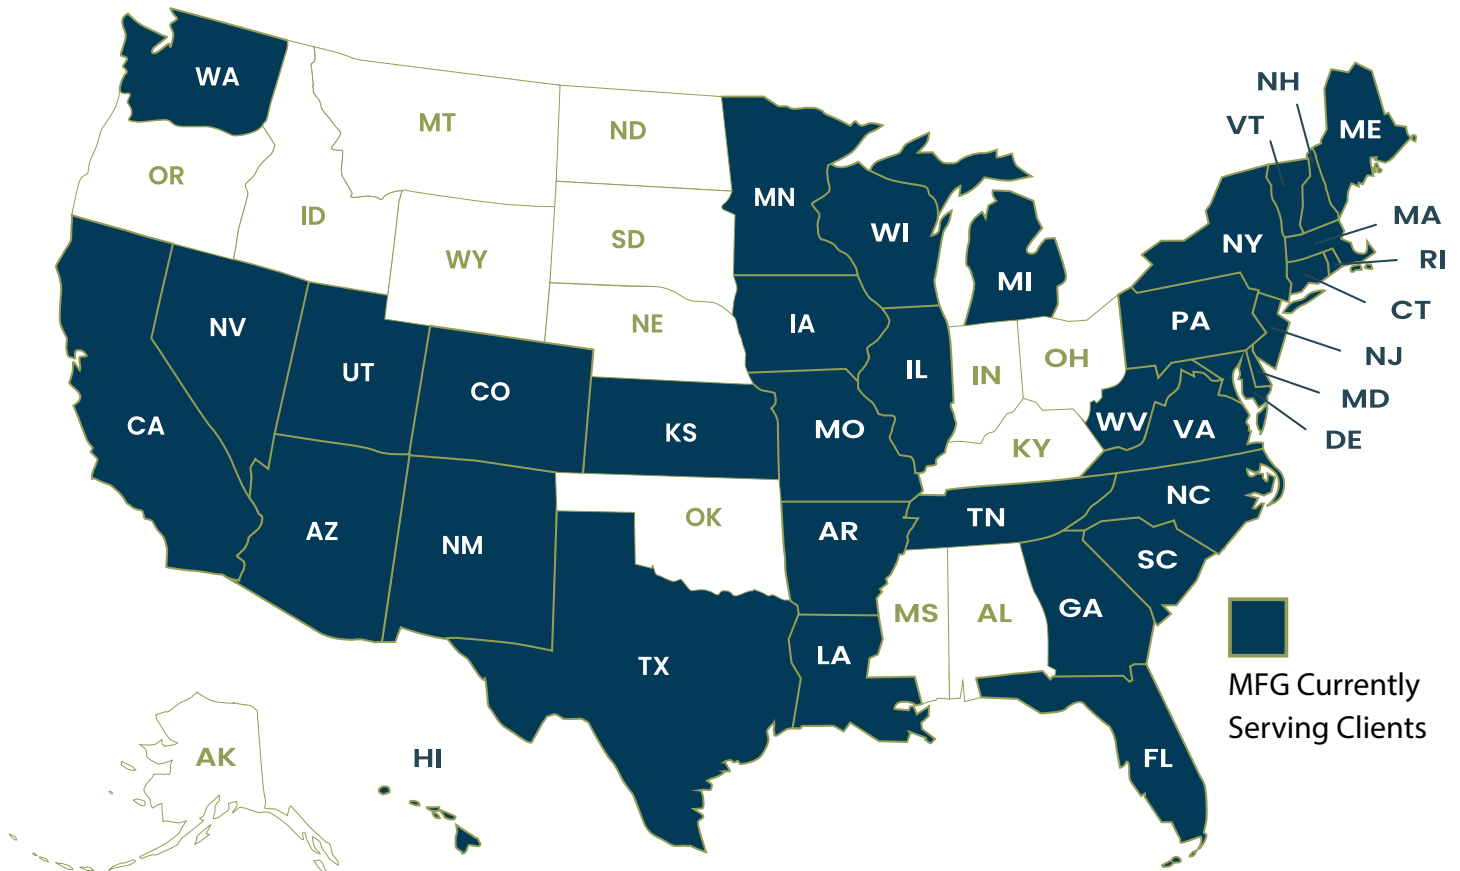 WA
MT
ND
OR
ID
WY
SD
NE
MN
WI
MI
NH
VT
ME
NY
MA
RI
CT
PA
NJ
MD
DE
NV
UT
CO
CA
KS
IA
IL
IN
OH
MO
KY
WV
VA
NC
TN
SC
AZ
NM
OK
AR
MS
AL
GA
TX
LA
FL
AK
HI
MFG Currently
Serving Clients